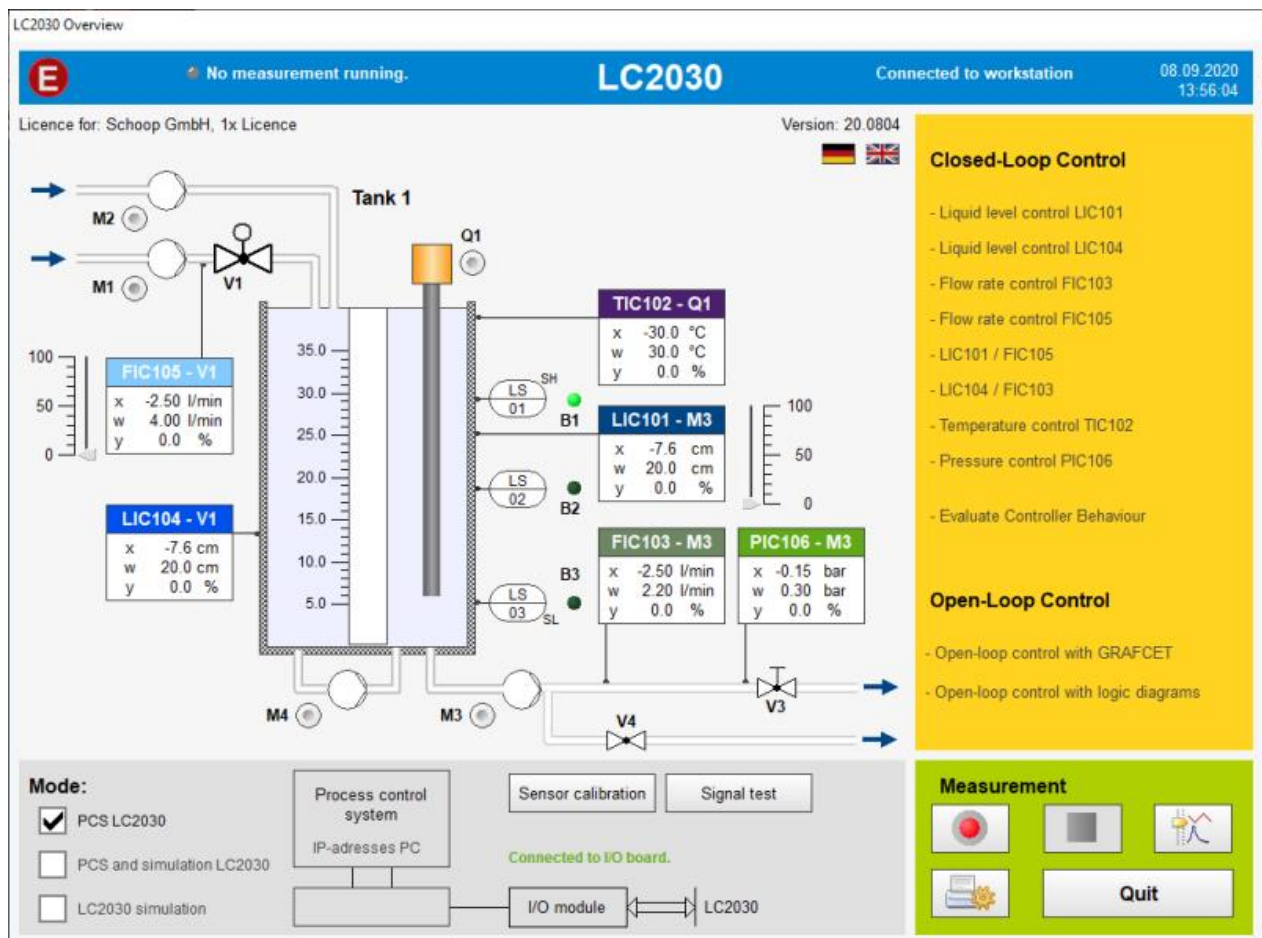 LC2030 Overview
E
No measurement running.
LC2030
Connected to workstation
08.09.2020
13:56:04
Licence for: Schoop GmbH, 1x Licence
Version: 20.0804
Tank 1
M2
M1
V1
Q1
TIC102 - Q1
x -30.0 °C
w 30.0 °C
y 0.0 %
100
50
0
FIC105 - V1
x -2.50 l/min
w 4.00 l/min
y 0.0 %
35.0
30.0
25.0
20.0
15.0
10.0
5.0
LS
01
SH
B1
LIC101 - M3
x -7.6 cm
w 20.0 cm
y 0.0 %
100
50
0
LS
02
B2
LIC104 - V1
x -7.6 cm
w 20.0 cm
y 0.0 %
LS
03
SL
B3
FIC103 - M3
x -2.50 l/min
w 2.20 l/min
y 0.0 %
PIC106 - M3
x -0.15 bar
w 0.30 bar
y 0.0 %
M4
M3
V3
V4
Closed-Loop Control
- Liquid level control LIC101
- Liquid level control LIC104
- Flow rate control FIC103
- Flow rate control FIC105
- LIC101 / FIC105
- LIC104 / FIC103
- Temperature control TIC102
- Pressure control PIC106
- Evaluate Controller Behaviour
Open-Loop Control
- Open-loop control with GRAFCET
- Open-loop control with logic diagrams
Mode:
PCS LC2030
PCS and simulation LC2030
LC2030 simulation
Process control
system
IP-adresses PC
Sensor calibration
Signal test
Connected to I/O board.
I/O module
LC2030
Measurement
Quit